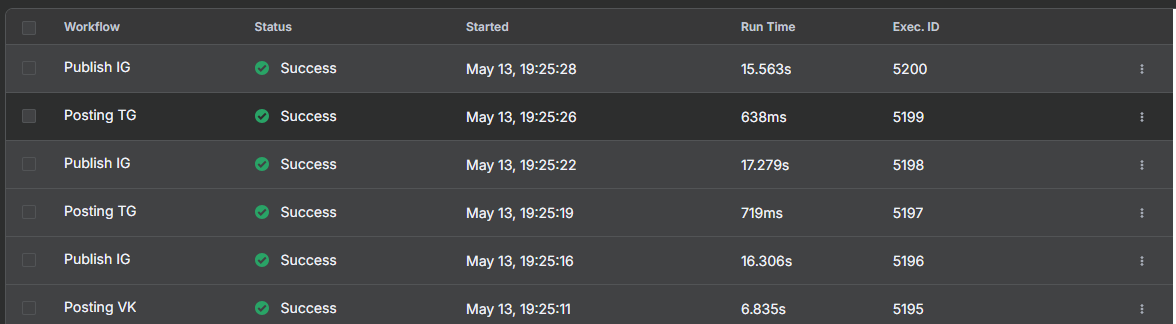 Workflow Status Started Run Time Exec. ID
Publish IG Success May 13, 19:25:28 15.563s 5200
Posting TG Success May 13, 19:25:26 638ms 5199
Publish IG Success May 13, 19:25:22 17.279s 5198
Posting TG Success May 13, 19:25:19 719ms 5197
Publish IG Success May 13, 19:25:16 16.306s 5196
Posting VK Success May 13, 19:25:11 6.835s 5195